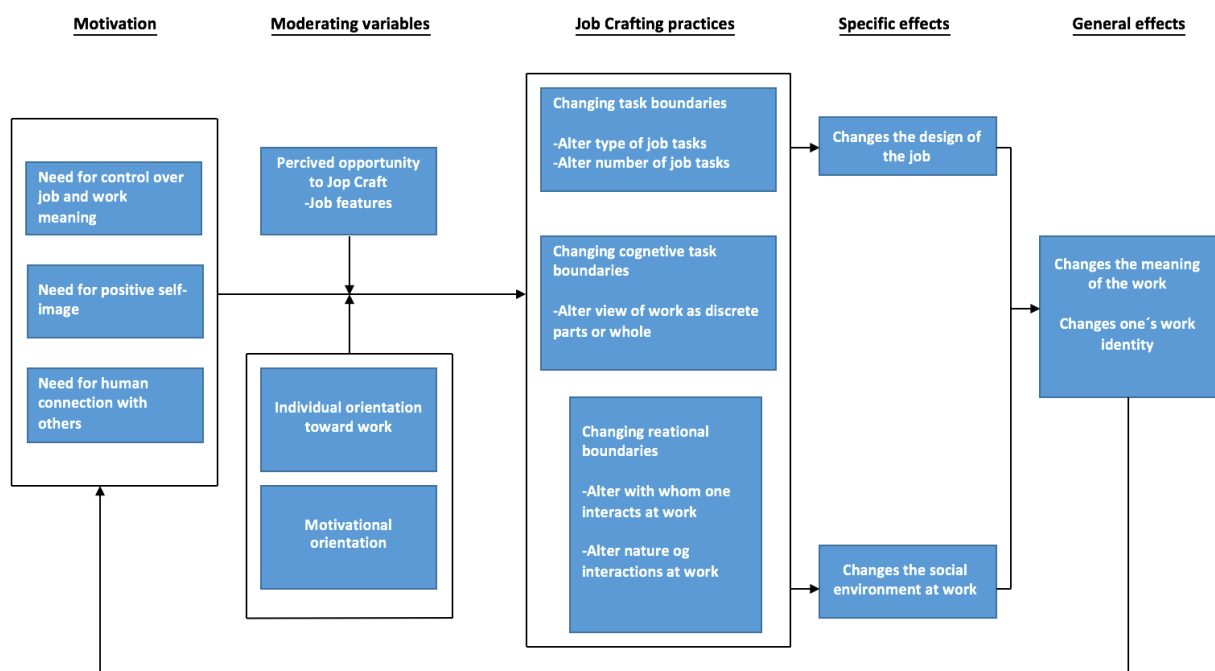 Motivation
Moderating variables
Job Crafting practices
Specific effects
General effects
Need for control over
job and work
meaning
Need for positive self-
image
Need for human
connection with
others
Percived opportunity
to Jop Craft
-Job features
Individual orientation
toward work
Motivational
orientation
Changing task boundaries
-Alter type of job tasks
-Alter number of job tasks
Changing cognetive task
boundaries
-Alter view of work as discrete
parts or whole
Changing reational
boundaries
-Alter with whom one
interacts at work
-Alter nature og
interactions at work
Changes the design of
the job
Changes the social
environment at work
Changes the meaning
of the work
Changes one´s work
identity